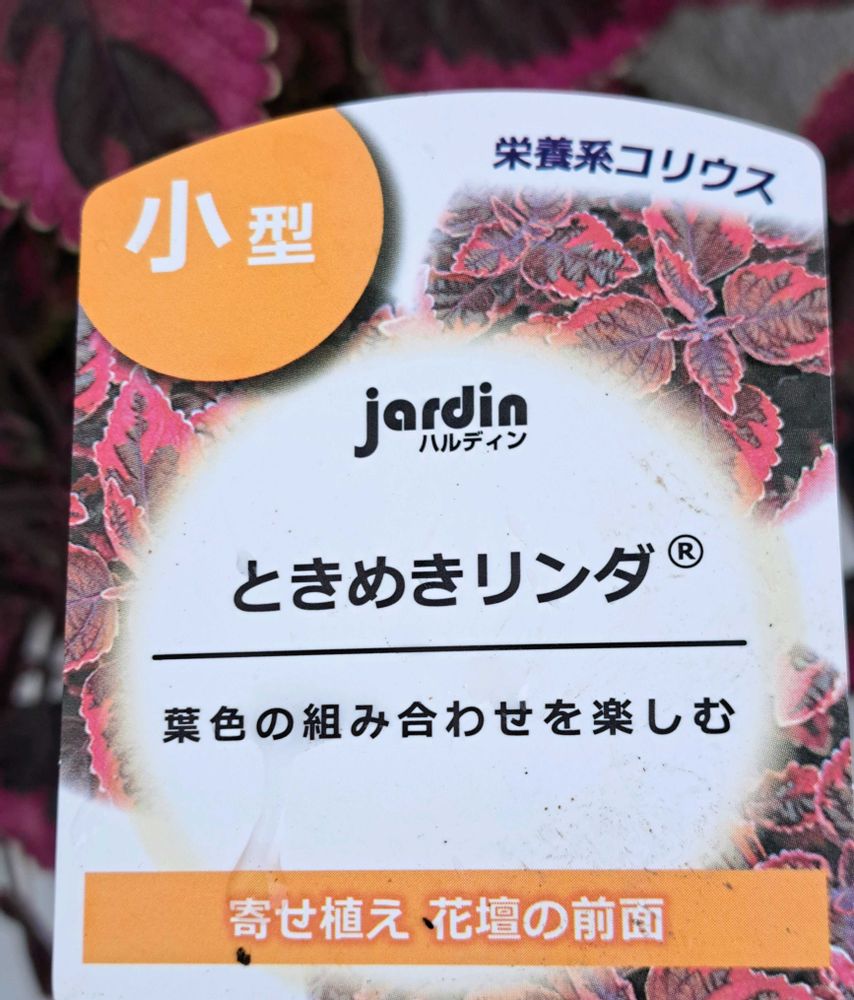 小型
栄養系コリウス
jardin
ハルディン
ときめきリンダ®
葉色の組み合わせを楽しむ
寄せ植え 花壇の前面